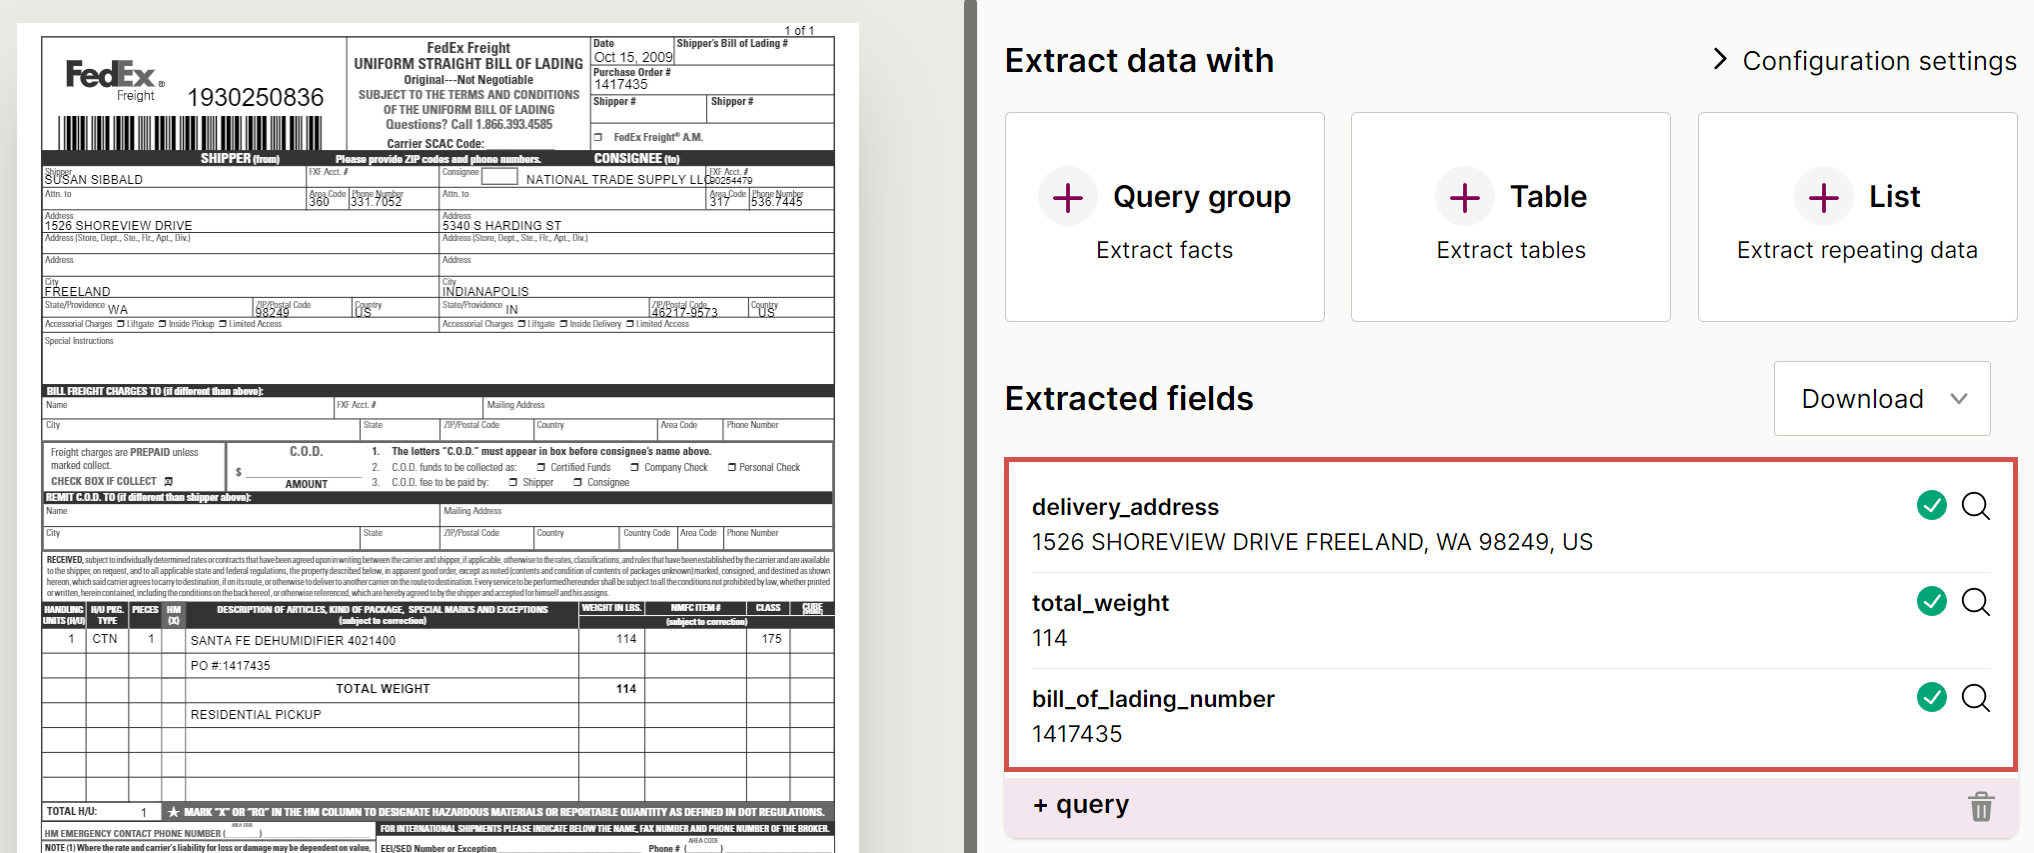 1 of 1
FedEx®
Freight
1930250836
FedEx Freight
UNIFORM STRAIGHT BILL OF LADING
Original---Not Negotiable
SUBJECT TO THE TERMS AND CONDITIONS
OF THE UNIFORM BILL OF LADING
Questions? Call 1.866.393.4585
Carrier SCAC Code:
Date
Oct 15, 2009
Shipper's Bill of Lading #
Purchase Order #
1417435
Shipper # Shipper #
FedEx Freight® A.M.
SHIPPER (from) Please provide ZIP codes and phone numbers. CONSIGNEE (to)
Shipper FXF Acct. # Consignee FXF Acct. #
SUSAN SIBBALD NATIONAL TRADE SUPPLY LLC 90254479
Attn. to Area Code Phone Number Attn. to Area Code Phone Number
360 331.7052 317 536.7445
Address Address
1526 SHOREVIEW DRIVE 5340 S HARDING ST
Address (Store, Dept., Ste., Flr., Apt., Div.) Address (Store, Dept., Ste., Flr., Apt., Div.)
Address Address
City City
FREELAND INDIANAPOLIS
State/Providence WA ZIP/Postal Code 98249 Country US State/Providence IN ZIP/Postal Code 46217-9573 Country US
Accessorial Charges Liftgate Inside Pickup Limited Access Accessorial Charges Liftgate Inside Delivery Limited Access
Special Instructions
BILL FREIGHT CHARGES TO (if different than above):
Name FXF Acct. # Mailing Address
City State ZIP/Postal Code Country Area Code Phone Number
Freight charges are PREPAID unless
marked collect.
CHECK BOX IF COLLECT
C.O.D.
$
AMOUNT
1. The letters "C.O.D." must appear in box before consignee's name above.
2. C.O.D. funds to be collected as: Certified Funds Company Check Personal Check
3. C.O.D. fee to be paid by: Shipper Consignee
REMIT C.O.D. TO (if different than shipper above):
Name Mailing Address
City State ZIP/Postal Code Country Country Code Area Code Phone Number
RECEIVED, subject to individually determined rates or contracts that have been agreed upon in writing between the carrier and shipper, if applicable, otherwise to the rates, classifications, and rules that have been established by the carrier and are available
to the shipper, on request, and to all applicable state and federal regulations, the property described below, in apparent good order, except as noted (contents and condition of contents of packages unknown) marked, consigned, and destined as shown
hereon, which said carrier agrees to carry to destination, if on its route, or otherwise to deliver to another carrier on the route to destination. Every service to be performed hereunder shall be subject to all the conditions not prohibited by law, whether printed
or written, herein contained, including the conditions on the back hereof, or otherwise referenced, which are hereby agreed to by the shipper and accepted for himself and his assigns.
HANDLING UNITS (H/U) H/U PKG. TYPE PIECES HM (X) DESCRIPTION OF ARTICLES, KIND OF PACKAGE, SPECIAL MARKS AND EXCEPTIONS (subject to correction) WEIGHT IN LBS. NMFC ITEM # CLASS CUBE (subject to correction)
1 CTN 1 SANTA FE DEHUMIDIFIER 4021400 114 175
PO #:1417435
TOTAL WEIGHT 114
RESIDENTIAL PICKUP
TOTAL H/U: 1 ★ MARK "X" OR "RQ" IN THE HM COLUMN TO DESIGNATE HAZARDOUS MATERIALS OR REPORTABLE QUANTITY AS DEFINED IN DOT REGULATIONS.
HM EMERGENCY CONTACT PHONE NUMBER ( AREA CODE )
FOR INTERNATIONAL SHIPMENTS PLEASE INDICATE BELOW THE NAME, FAX NUMBER AND PHONE NUMBER OF THE BROKER.
NOTE (1) Where the rate and carrier's liability for loss or damage may be dependent on value,
EEI/SED Number or Exception Phone # ( AREA CODE )
Extract data with
Configuration settings
Query group
Extract facts
Table
Extract tables
List
Extract repeating data
Extracted fields
Download
delivery_address
1526 SHOREVIEW DRIVE FREELAND, WA 98249, US
total_weight
114
bill_of_lading_number
1417435
+ query